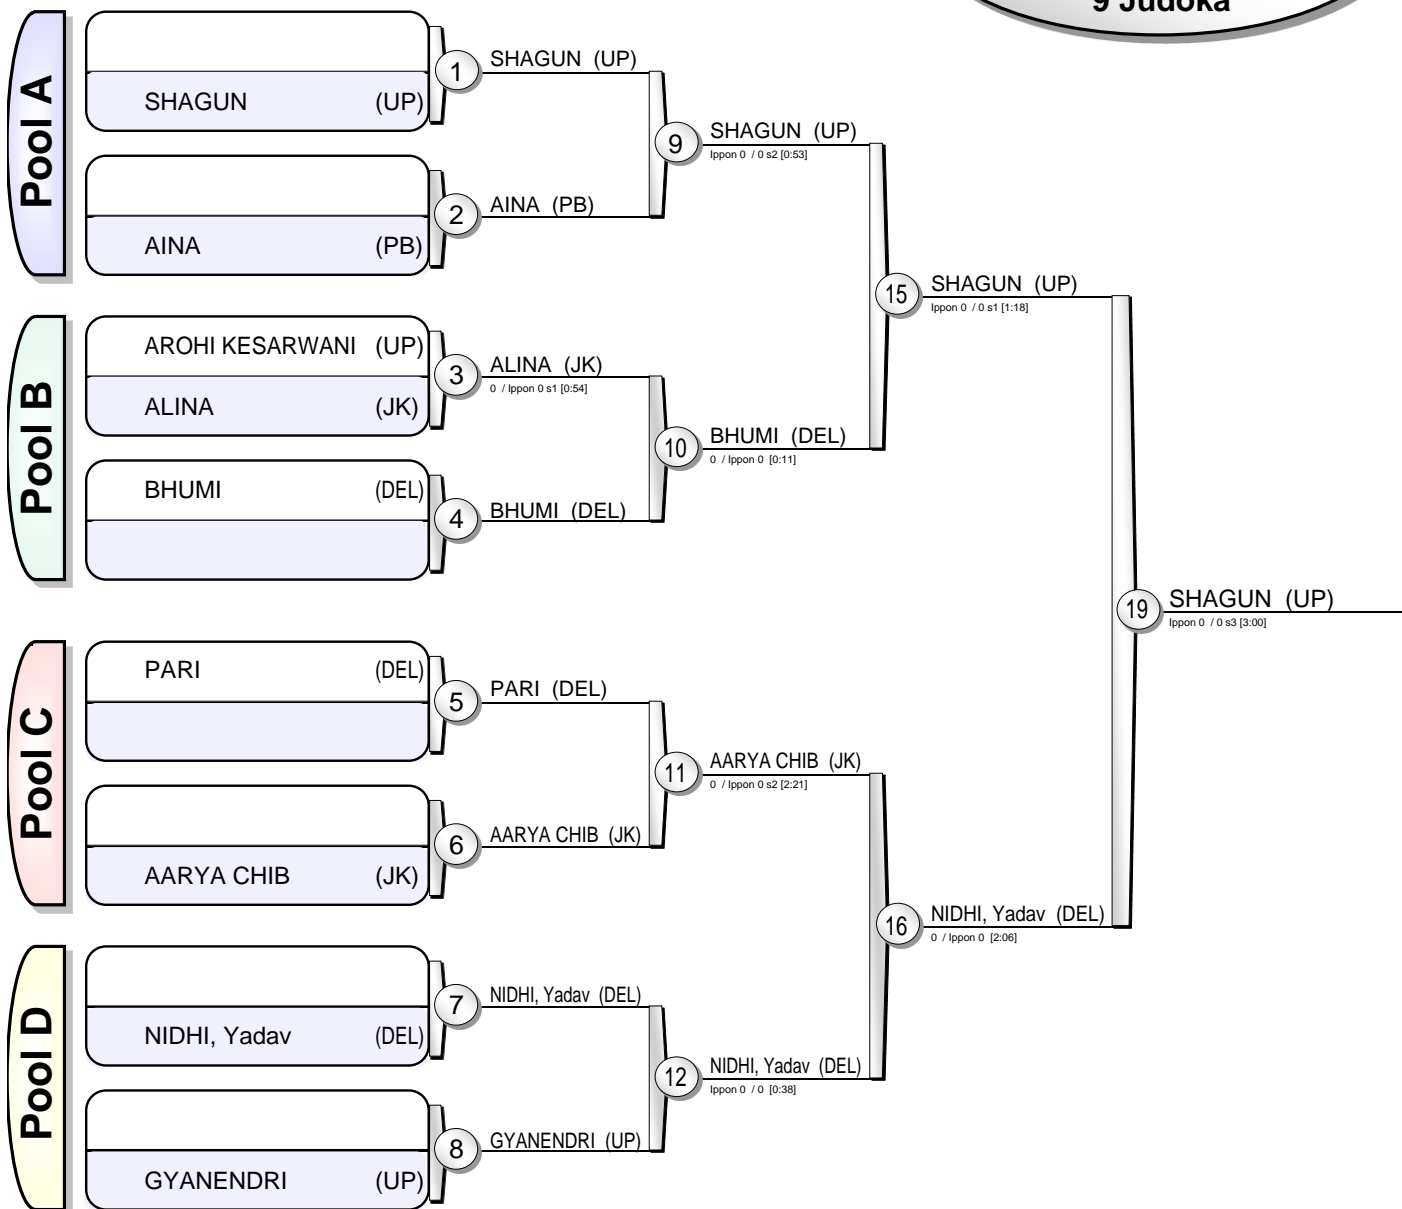 9 Judoka
Pool A
SHAGUN (UP)
AINA (PB)
1
SHAGUN (UP)
2
AINA (PB)
9
SHAGUN (UP)
Ippon 0 / 0 s2 [0:53]
Pool B
AROHI KESARWANI (UP)
ALINA (JK)
BHUMI (DEL)
3
ALINA (JK)
0 / Ippon 0 s1 [0:54]
4
BHUMI (DEL)
10
BHUMI (DEL)
0 / Ippon 0 [0:11]
15
SHAGUN (UP)
Ippon 0 / 0 s1 [1:18]
Pool C
PARI (DEL)
AARYA CHIB (JK)
5
PARI (DEL)
6
AARYA CHIB (JK)
11
AARYA CHIB (JK)
0 / Ippon 0 s2 [2:21]
Pool D
NIDHI, Yadav (DEL)
GYANENDRI (UP)
7
NIDHI, Yadav (DEL)
8
GYANENDRI (UP)
12
NIDHI, Yadav (DEL)
Ippon 0 / 0 [0:38]
16
NIDHI, Yadav (DEL)
0 / Ippon 0 [2:06]
19
SHAGUN (UP)
Ippon 0 / 0 s3 [3:00]